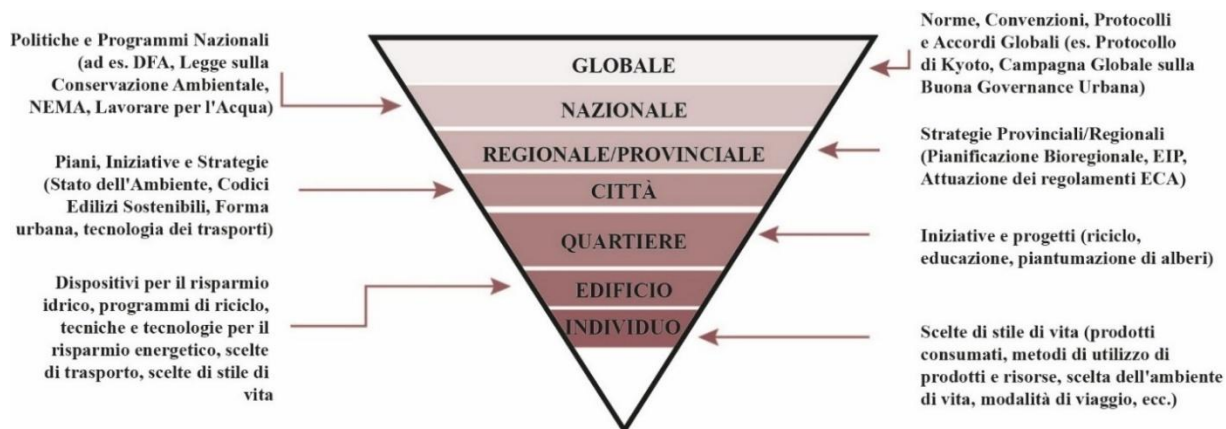 Politiche e Programmi Nazionali
(ad es. DFA, Legge sulla
Conservazione Ambientale,
NEMA, Lavorare per l'Acqua)
Piani, Iniziative e Strategie
(Stato dell'Ambiente, Codici
Edilizi Sostenibili, Forma
urbana, tecnologia dei trasporti)
Dispositivi per il risparmio
idrico, programmi di riciclo,
tecniche e tecnologie per il
risparmio energetico, scelte
di trasporto, scelte di stile di
vita
GLOBALE
NAZIONALE
REGIONALE/PROVINCIALE
CITTÀ
QUARTIERE
EDIFICIO
INDIVIDUO
Norme, Convenzioni, Protocolli
e Accordi Globali (es. Protocollo
di Kyoto, Campagna Globale sulla
Buona Governance Urbana)
Strategie Provinciali/Regionali
(Pianificazione Bioregionale, EIP,
Attuazione dei regolamenti ECA)
Iniziative e progetti (riciclo,
educazione, piantumazione di alberi)
Scelte di stile di vita (prodotti
consumati, metodi di utilizzo di
prodotti e risorse, scelta dell'ambiente
di vita, modalità di viaggio, ecc.)